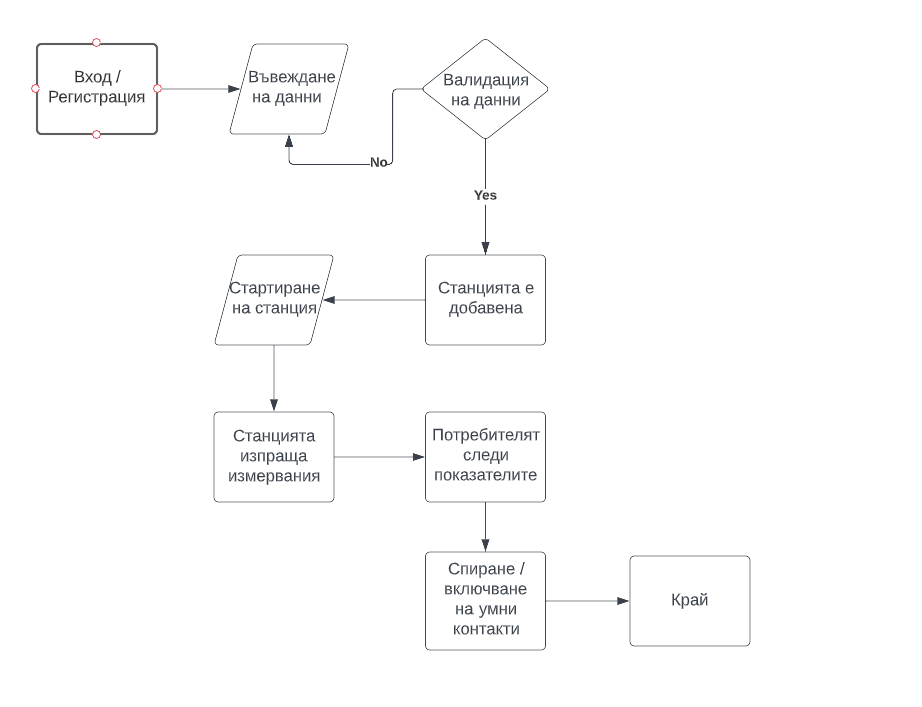 Вход /
Регистрация
Въвеждане
на данни
Валидация
на данни
No
Yes
Стартиране
на станция
Станцията е
добавена
Станцията
изпраща
измервания
Потребителят
следи
показателите
Спиране /
включване
на умни
контакти
Край